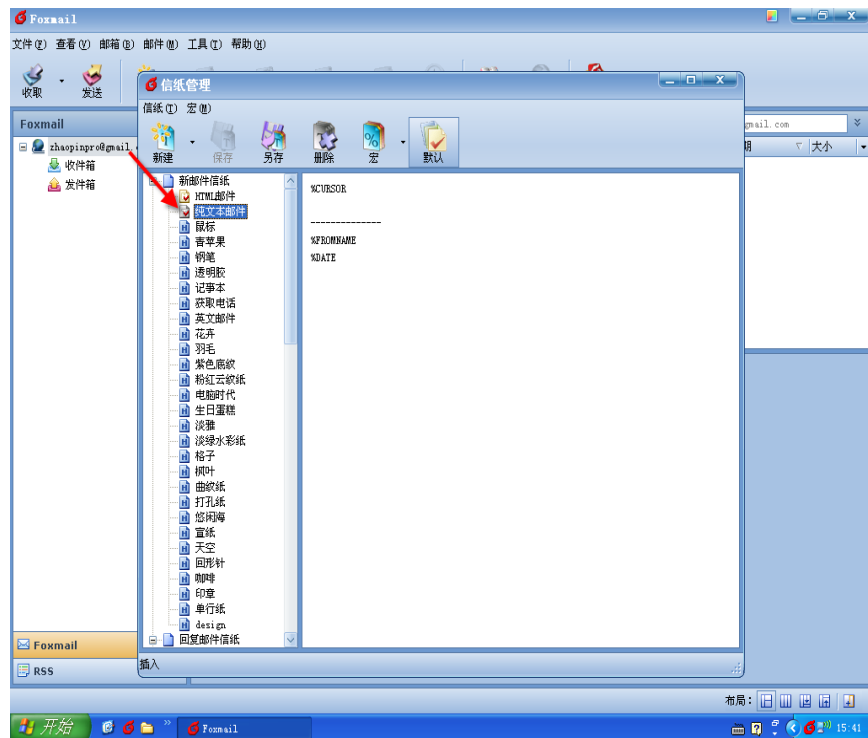 Foxmail
文件(F) 查看(V) 邮箱(B) 邮件(M) 工具(T) 帮助(H)
收取 发送
信纸管理
信纸(T) 宏(M)
新建 保存 另存 删除 宏 默认
Foxmail
zhaopinpro@gmail.
收件箱
发件箱
gmail.com
期 大小
新邮件信纸
HTML邮件
纯文本邮件
鼠标
青苹果
钢笔
透明胶
记事本
获取电话
英文邮件
花卉
羽毛
紫色底纹
粉红云纹纸
电脑时代
生日蛋糕
淡雅
淡绿水彩纸
格子
枫叶
曲纹纸
打孔纸
悠闲海
宣纸
天空
回形针
咖啡
印章
单行纸
design
回复邮件信纸
%CURSOR
--------------
%FROMNAME
%DATE
插入
Foxmail
RSS
布局:
开始 Foxmail 15:41